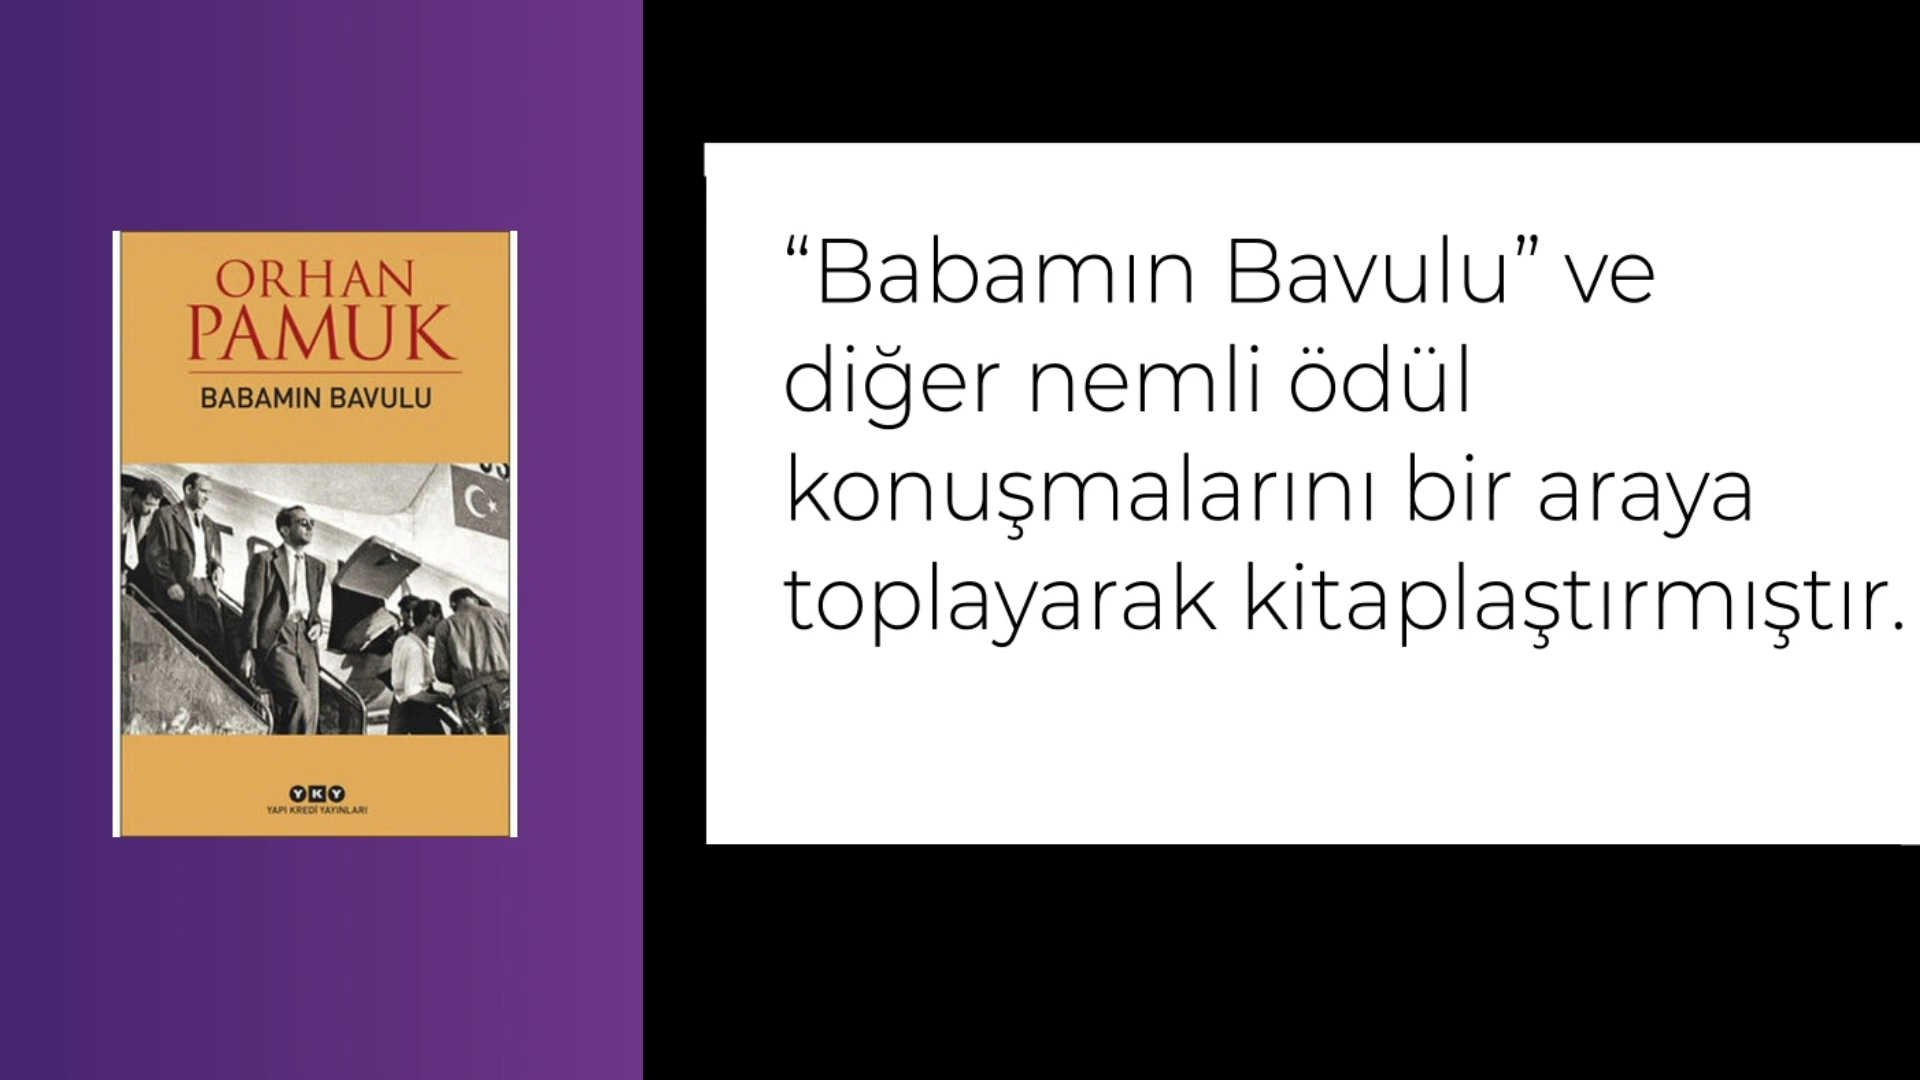 ORHAN
PAMUK
BABAMIN BAVULU
YKY
YAPI KREDİ YAYINLARI
“Babamın Bavulu” ve
diğer nemli ödül
konuşmalarını bir araya
toplayarak kitaplaştırmıştır.